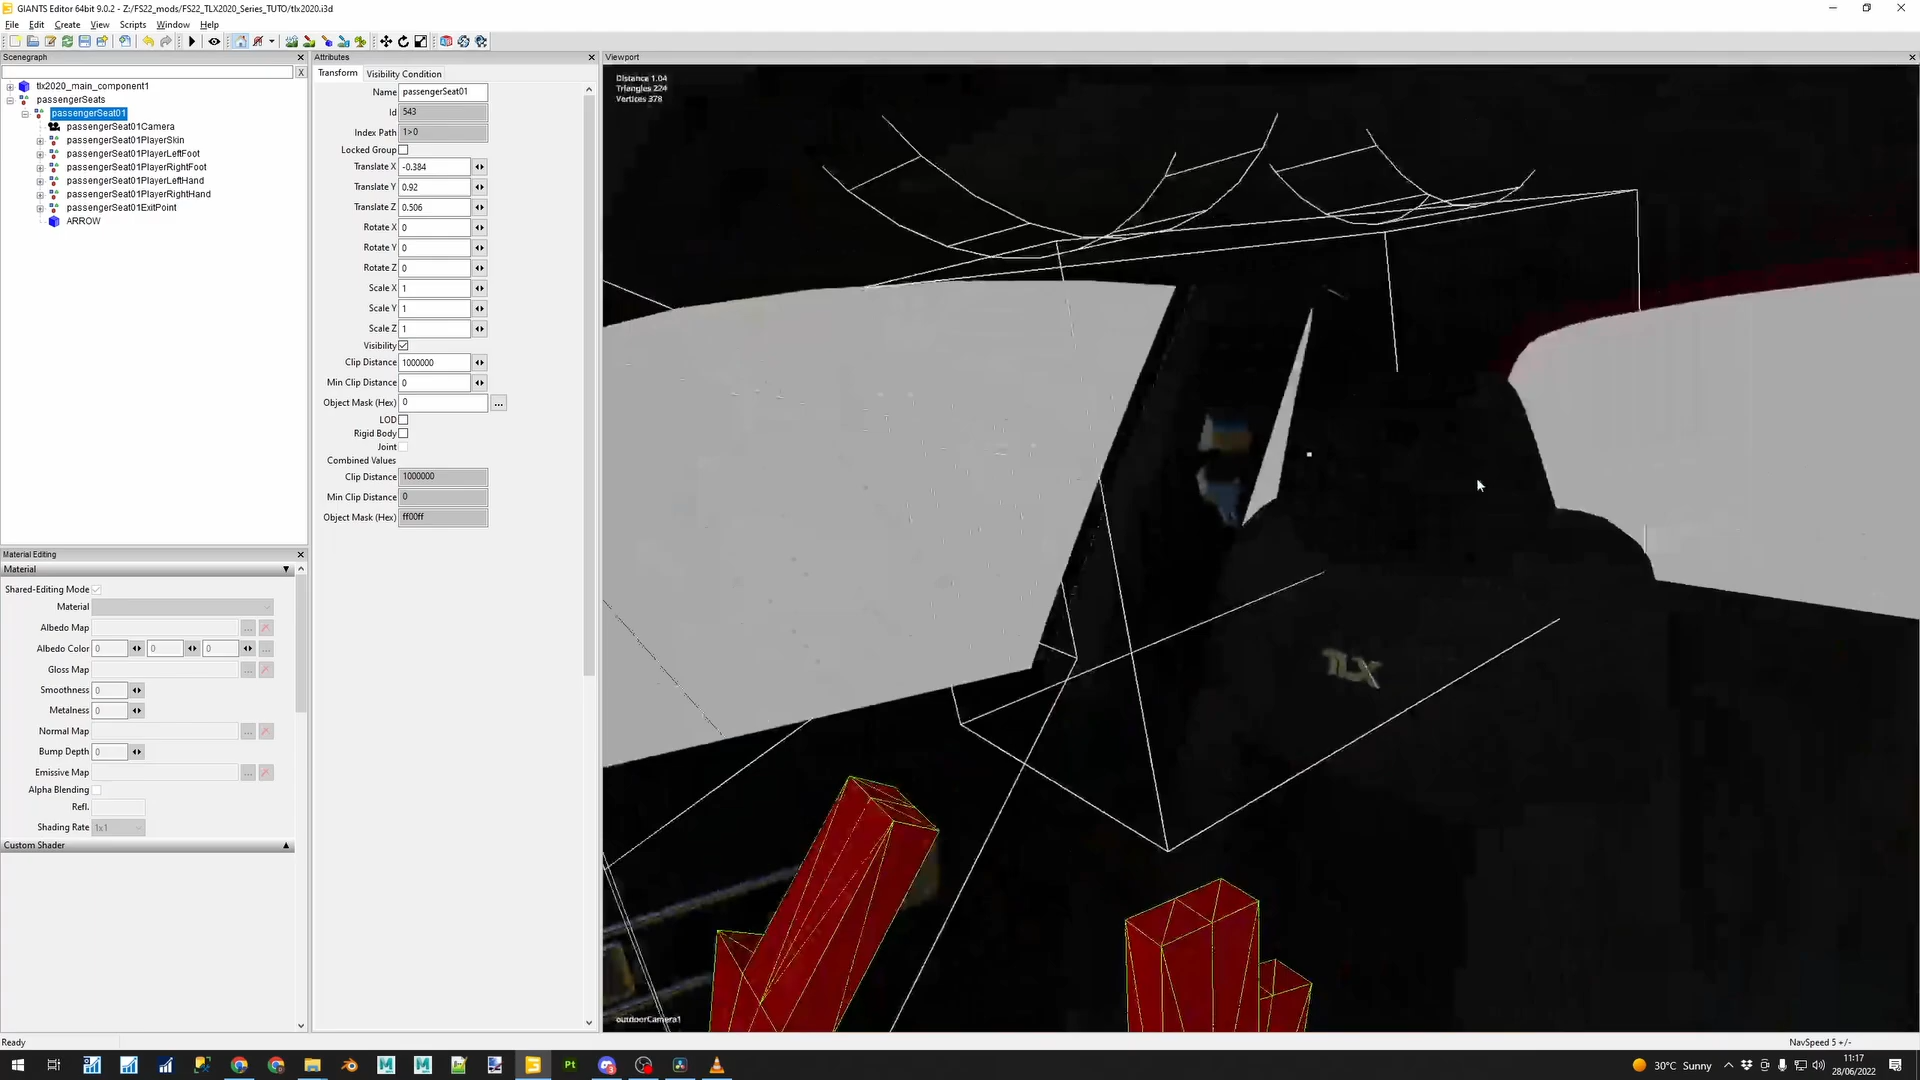 GIANTS Editor 64bit 9.0.2 - Z:/FS22_mods/FS22_TLX2020_Series_TUTO/tlx2020.i3d
File Edit Create View Scripts Window Help
Scenegraph
X
tlx2020_main_component1
passengerSeats
passengerSeat01
passengerSeat01Camera
passengerSeat01PlayerSkin
passengerSeat01PlayerLeftFoot
passengerSeat01PlayerRightFoot
passengerSeat01PlayerLeftHand
passengerSeat01PlayerRightHand
passengerSeat01ExitPoint
ARROW
Material Editing
Material
Shared-Editing Mode
Material
Albedo Map ...
Albedo Color 0 0 0 ...
Gloss Map ...
Smoothness 0
Metalness 0
Normal Map ...
Bump Depth 0
Emissive Map ...
Alpha Blending
Refl.
Shading Rate 1x1
Custom Shader
Attributes
Transform Visibility Condition
Name passengerSeat01
Id 543
Index Path 1>0
Locked Group
Translate X -0.384
Translate Y 0.92
Translate Z 0.506
Rotate X 0
Rotate Y 0
Rotate Z 0
Scale X 1
Scale Y 1
Scale Z 1
Visibility
Clip Distance 1000000
Min Clip Distance 0
Object Mask (Hex) 0 ...
LOD
Rigid Body
Joint
Combined Values
Clip Distance 1000000
Min Clip Distance 0
Object Mask (Hex) ff00ff
Viewport
Distance 1.04
Triangles 224
Vertices 378
TLX
outdoorCamera1
Ready
NavSpeed 5 +/-
30°C Sunny
11:17
28/06/2022